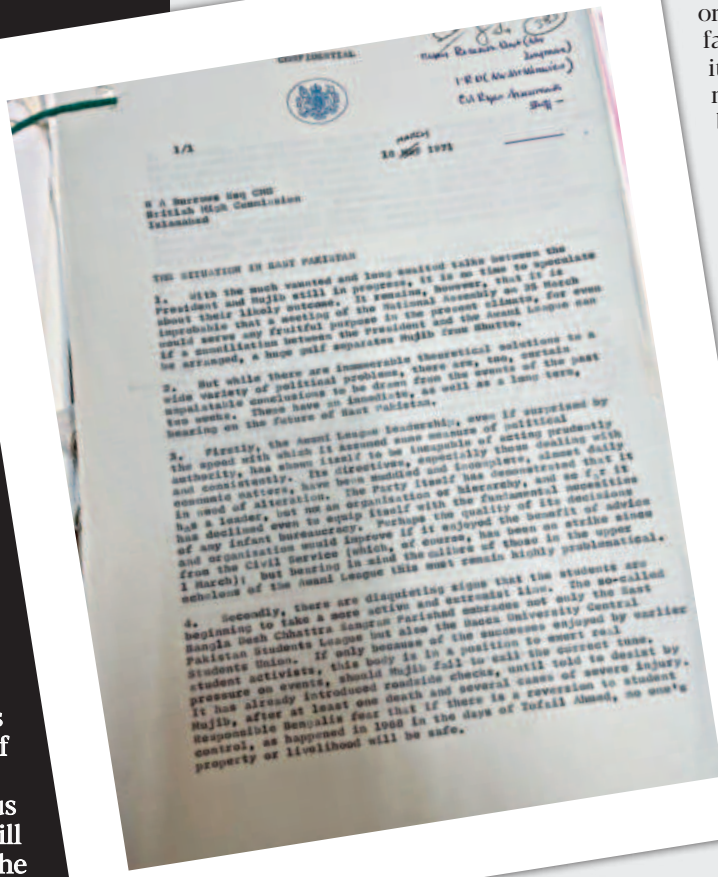 CONFIDENTIAL
I.R.D.
1/1
MARCH
18 1971
R A Burrows Esq CMG
British High Commission
Islamabad
THE SITUATION IN EAST PAKISTAN
1. With the much vaunted and long-awaited talks between the
President and Mujib still in progress, it is no time to speculate
about their likely outcome. It remains, however, that it is
improbable that a meeting of the National Assembly on 25 March
would serve any fruitful purpose in the present climate, for even
if a conciliation between the President and the Awami League can
be arranged, a huge gulf separates Mujib from Bhutto.
2. But while there are innumerable theoretical solutions to a
wide variety of political problems, there are, too, certain
unpalatable conclusions to be drawn from the events of the past
two weeks. These have an immediate, as well as a long term,
bearing on the future of East Pakistan.
3. Firstly, the Awami League leadership, even if surprised by
the speed with which it assumed some measure of political
authority, has shown itself to be incapable of acting prudently
and consistently. Its directives, especially those dealing with
economic matters, have been muddled and incomplete, almost daily
in need of alteration. The Party itself has demonstrated that it
has a leader, but not an organisation or hierarchy, and so far it
has declined even to equip itself with the fundamental necessities
of any infant bureaucracy. Perhaps the quality of its decisions
and organisation would improve if it enjoyed the benefit of advice
from the Civil Service (which, of course, has been on strike since
1 March); but bearing in mind the calibre of those in the upper
echelons of the Awami League this must remain highly problematical.
4. Secondly, there are disquieting signs that the students are
beginning to take a more active and extremist line. The so-called
Bangla Desh Chhattra Sangram Parishad embraces not only the East
Pakistan Students League but also the Dacca University Central
Students Union. If only because of the successes enjoyed by earlier
student activists, this body is in a position to exert real
pressure on events, should Mujib fail to call the correct tune.
It has already introduced roadside checks, until told to desist by
Mujib, after at least one death and several cases of severe injury.
Responsible Bengalis fear that if there is a reversion to student
control, as happened in 1968 in the days of Tofail Ahmed, no one's
property or livelihood will be safe.
s
f
us
ill
he
on
fa
it